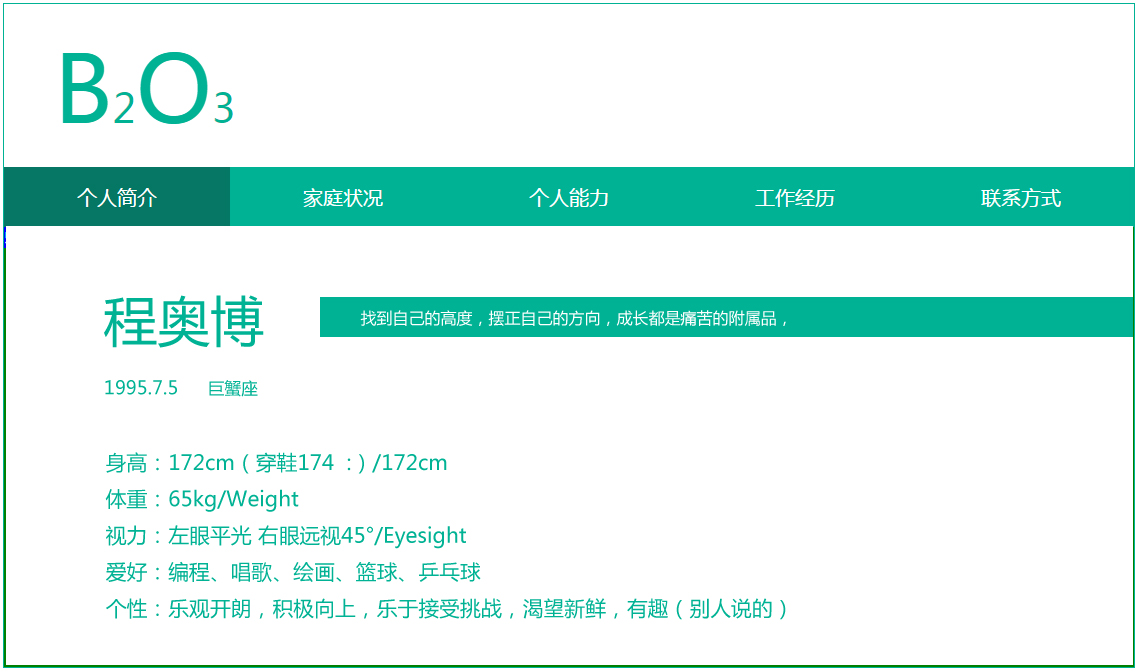 B2O3
个人简介 家庭状况 个人能力 工作经历 联系方式
程奥博
找到自己的高度，摆正自己的方向，成长都是痛苦的附属品，
1995.7.5 巨蟹座
身高：172cm（穿鞋174 ：）/172cm
体重：65kg/Weight
视力：左眼平光 右眼远视45°/Eyesight
爱好：编程、唱歌、绘画、篮球、乒乓球
个性：乐观开朗，积极向上，乐于接受挑战，渴望新鲜，有趣（别人说的）